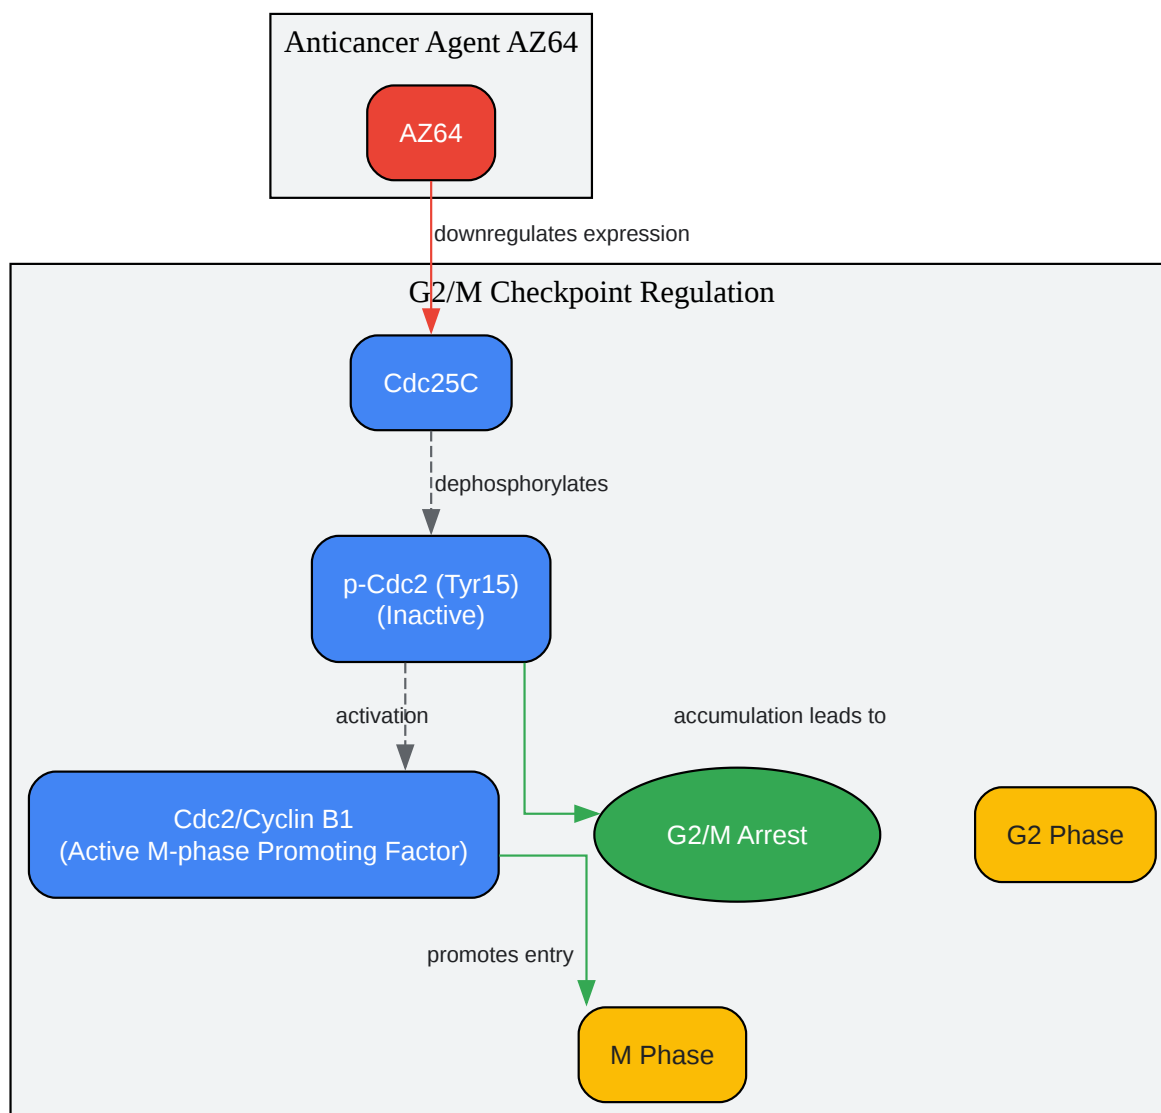 Anticancer Agent AZ64
AZ64
downregulates expression
G2/M Checkpoint Regulation
Cdc25C
dephosphorylates
p-Cdc2 (Tyr15)
(Inactive)
activation
accumulation leads to
Cdc2/Cyclin B1
(Active M-phase Promoting Factor)
G2/M Arrest
G2 Phase
promotes entry
M Phase